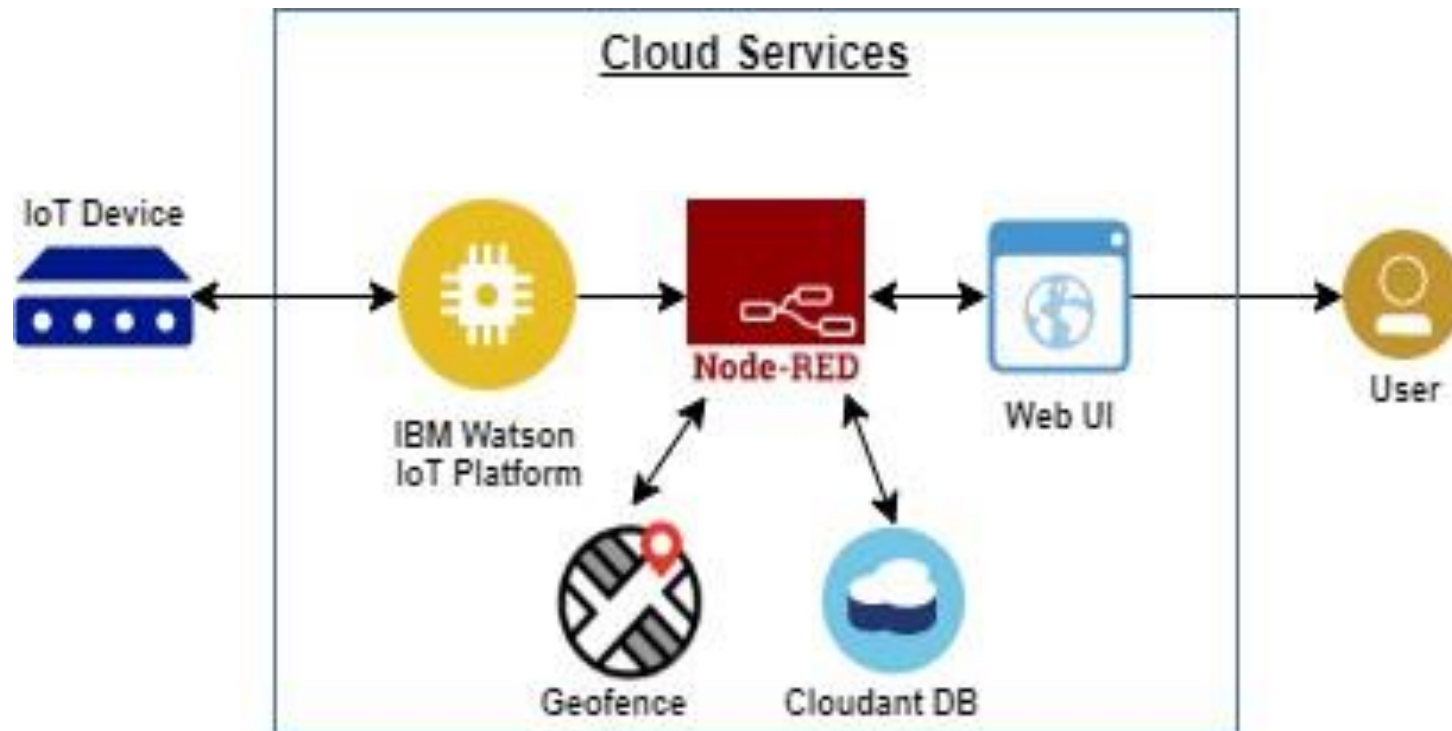 Cloud Services
IoT Device
Node-RED
User
Web UI
IBM Watson
IoT Platform
Geofence
Cloudant DB